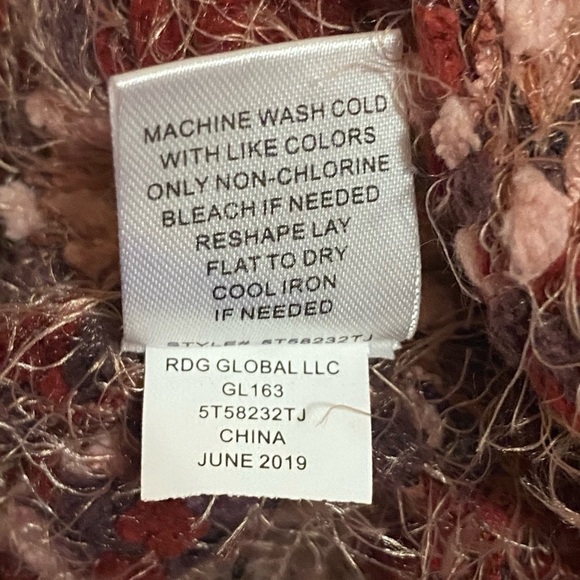 MACHINE WASH COLD
WITH LIKE COLORS
ONLY NON-CHLORINE
BLEACH IF NEEDED
RESHAPE LAY
FLAT TO DRY
COOL IRON
IF NEEDED
STYLE# 5T58232TJ
RDG GLOBAL LLC
GL163
5T58232TJ
CHINA
JUNE 2019